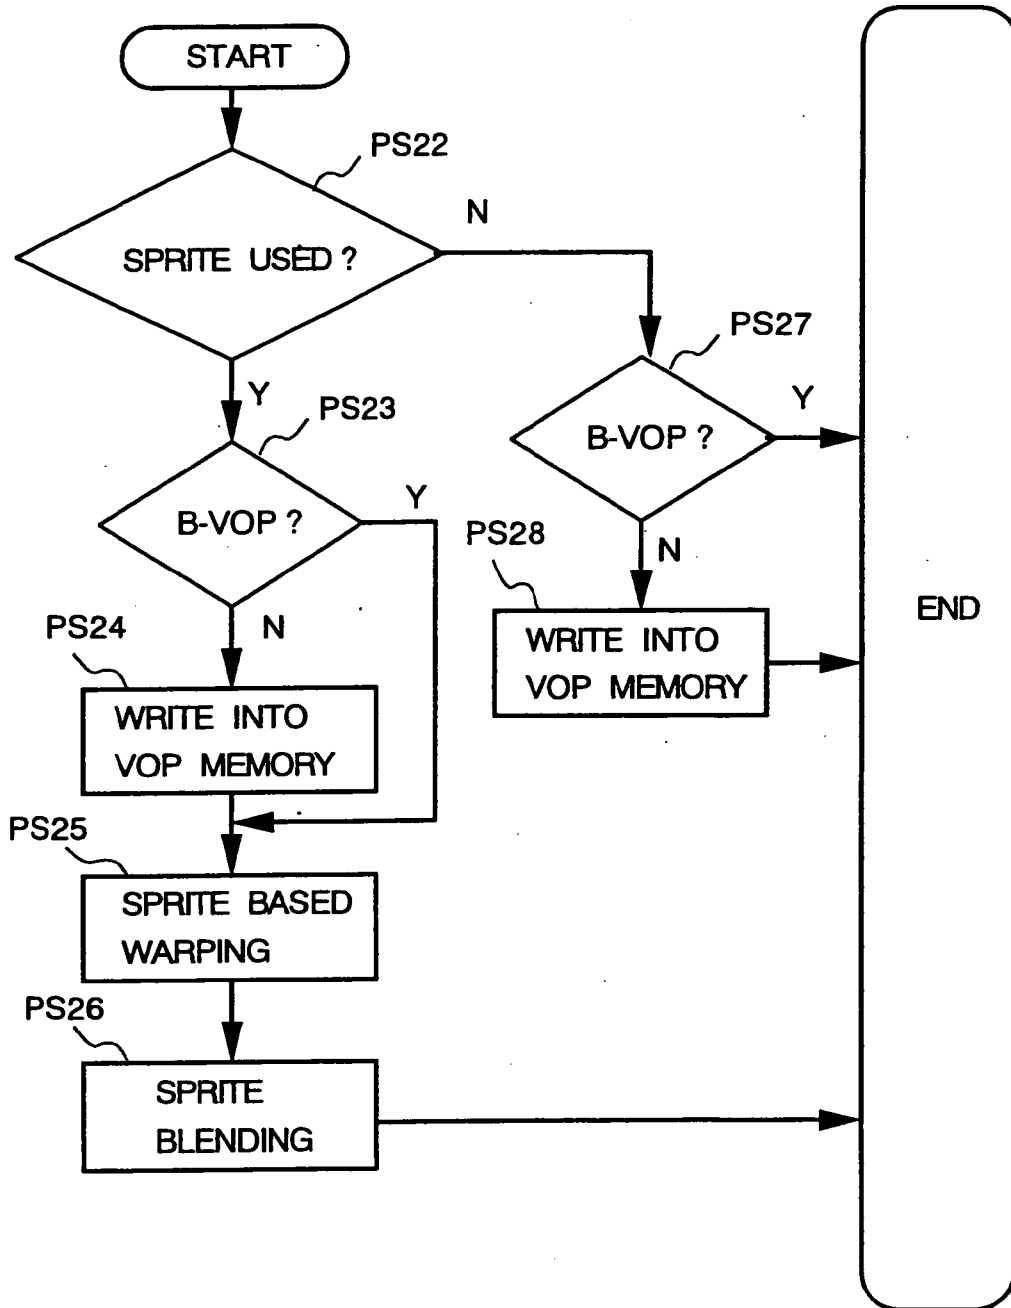 START
PS22
N
SPRITE USED ?
PS27
Y
Y
PS23
B-VOP ?
Y
B-VOP ?
PS28
N
PS24
N
END
WRITE INTO
VOP MEMORY
WRITE INTO
VOP MEMORY
PS25
SPRITE BASED
WARPING
PS26
SPRITE
BLENDING